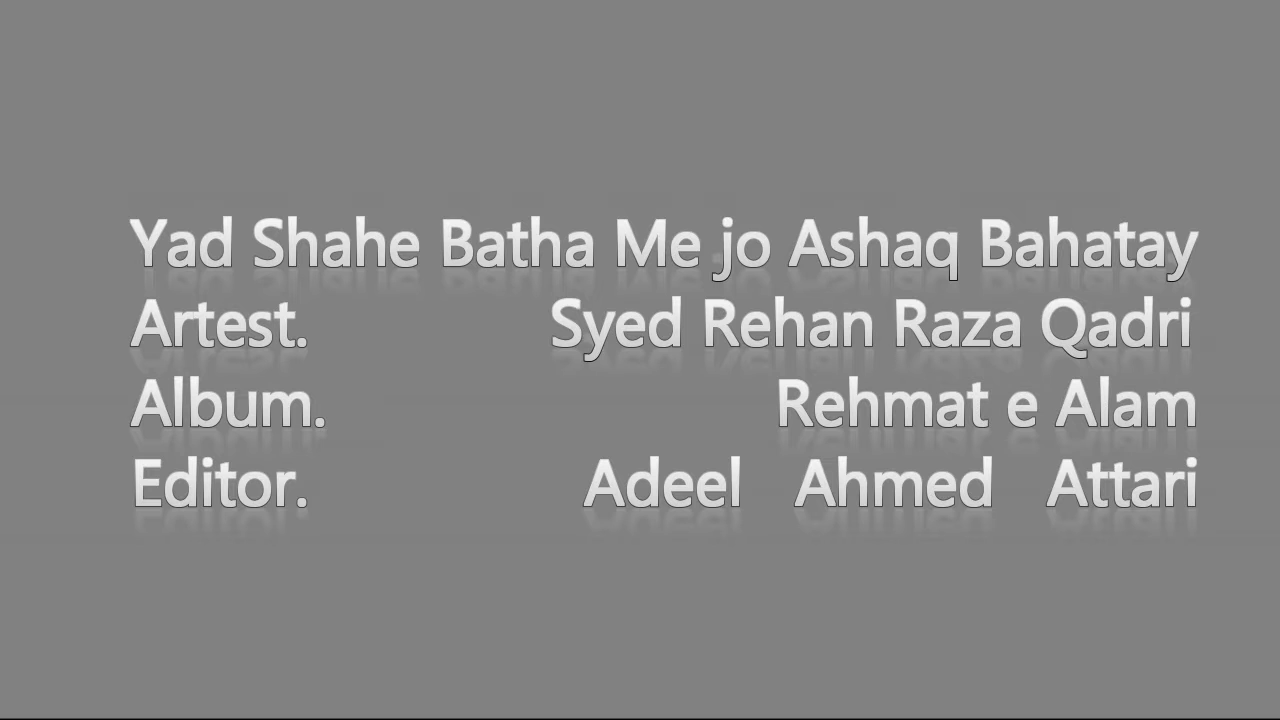 Yad Shahe Batha Me jo Ashaq Bahatay
Artest. Syed Rehan Raza Qadri
Album. Rehmat e Alam
Editor. Adeel Ahmed Attari